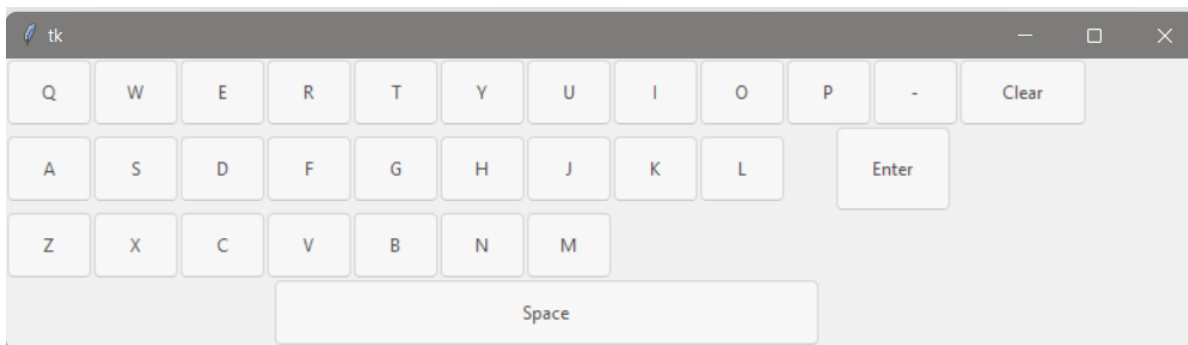 tk
Q W E R T Y U I O P - Clear
A S D F G H J K L Enter
Z X C V B N M
Space